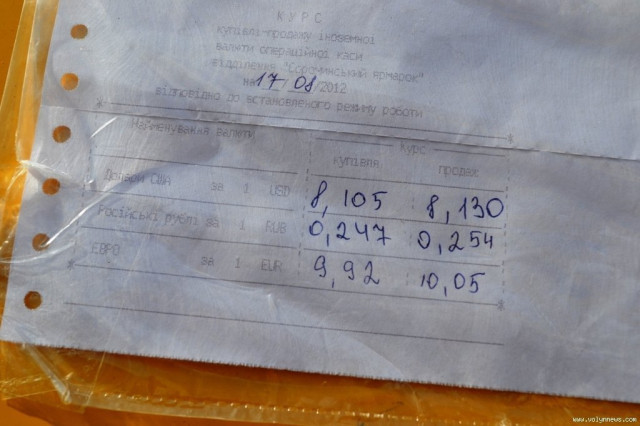 КУРС
купівлі-продажу іноземної
валюти операційної каси
відділення "Сорочинський ярмарок"
на 17/08/2012
відповідно до встановленого режиму роботи
Найменування валюти Курс
купівля продаж
Долари США за 1 USD 8,105 8,130
Російські рублі за 1 RUB 0,247 0,254
ЕВРО за 1 EUR 9,92 10,05
www.volynnews.com